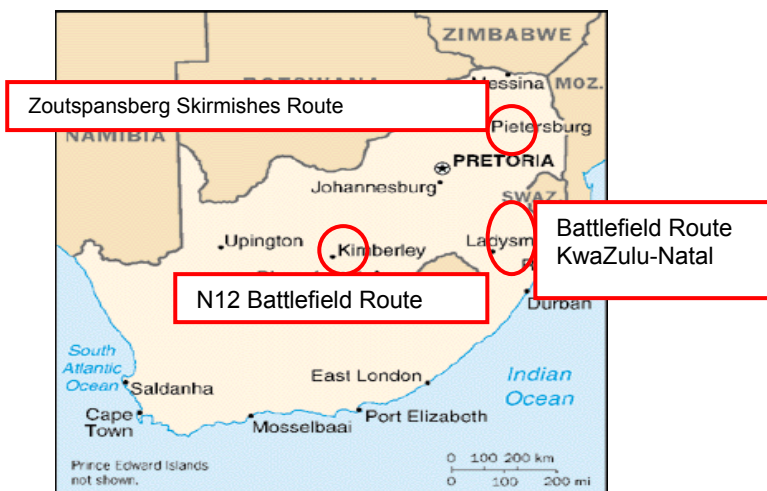 ZIMBABWE
Messina
MOZ.
Zoutspansberg Skirmishes Route
NAMIBIA
Pietersburg
PRETORIA
Johannesburg
SWAZ.
Battlefield Route
KwaZulu-Natal
Upington
Kimberley
Ladysm
N12 Battlefield Route
Durban
South
Atlantic
Ocean
Saldanha
East London
Indian
Ocean
Cape
Town
Mosselbaai
Port Elizabeth
Prince Edward Islands
not shown.
0 100 200 km
0 100 200 mi